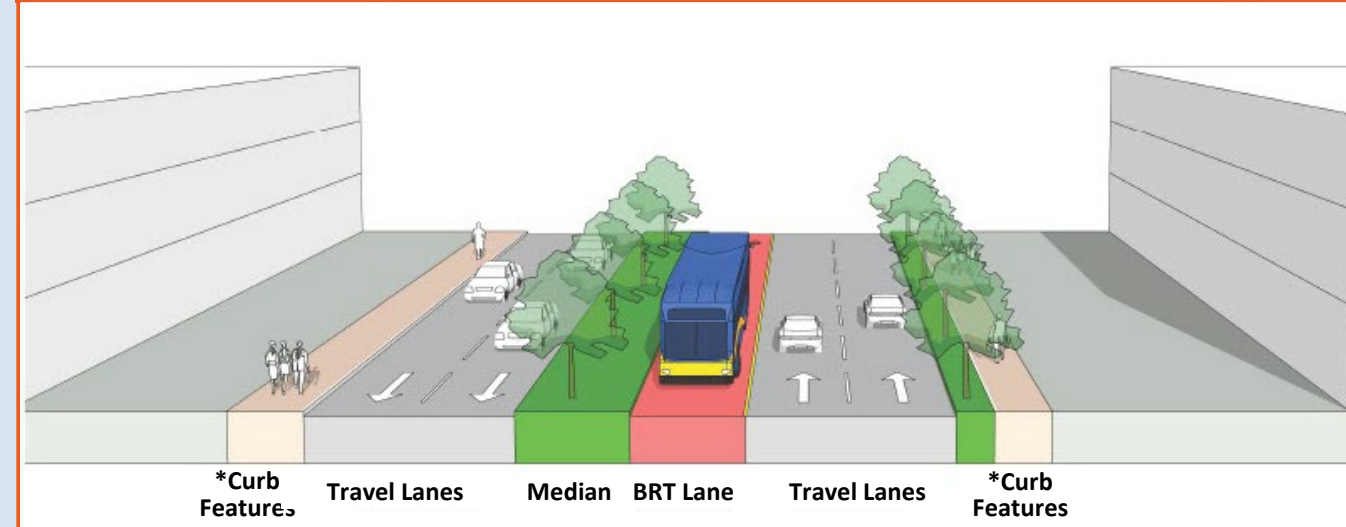 *Curb
Features
Travel Lanes
Median
BRT Lane
Travel Lanes
*Curb
Features